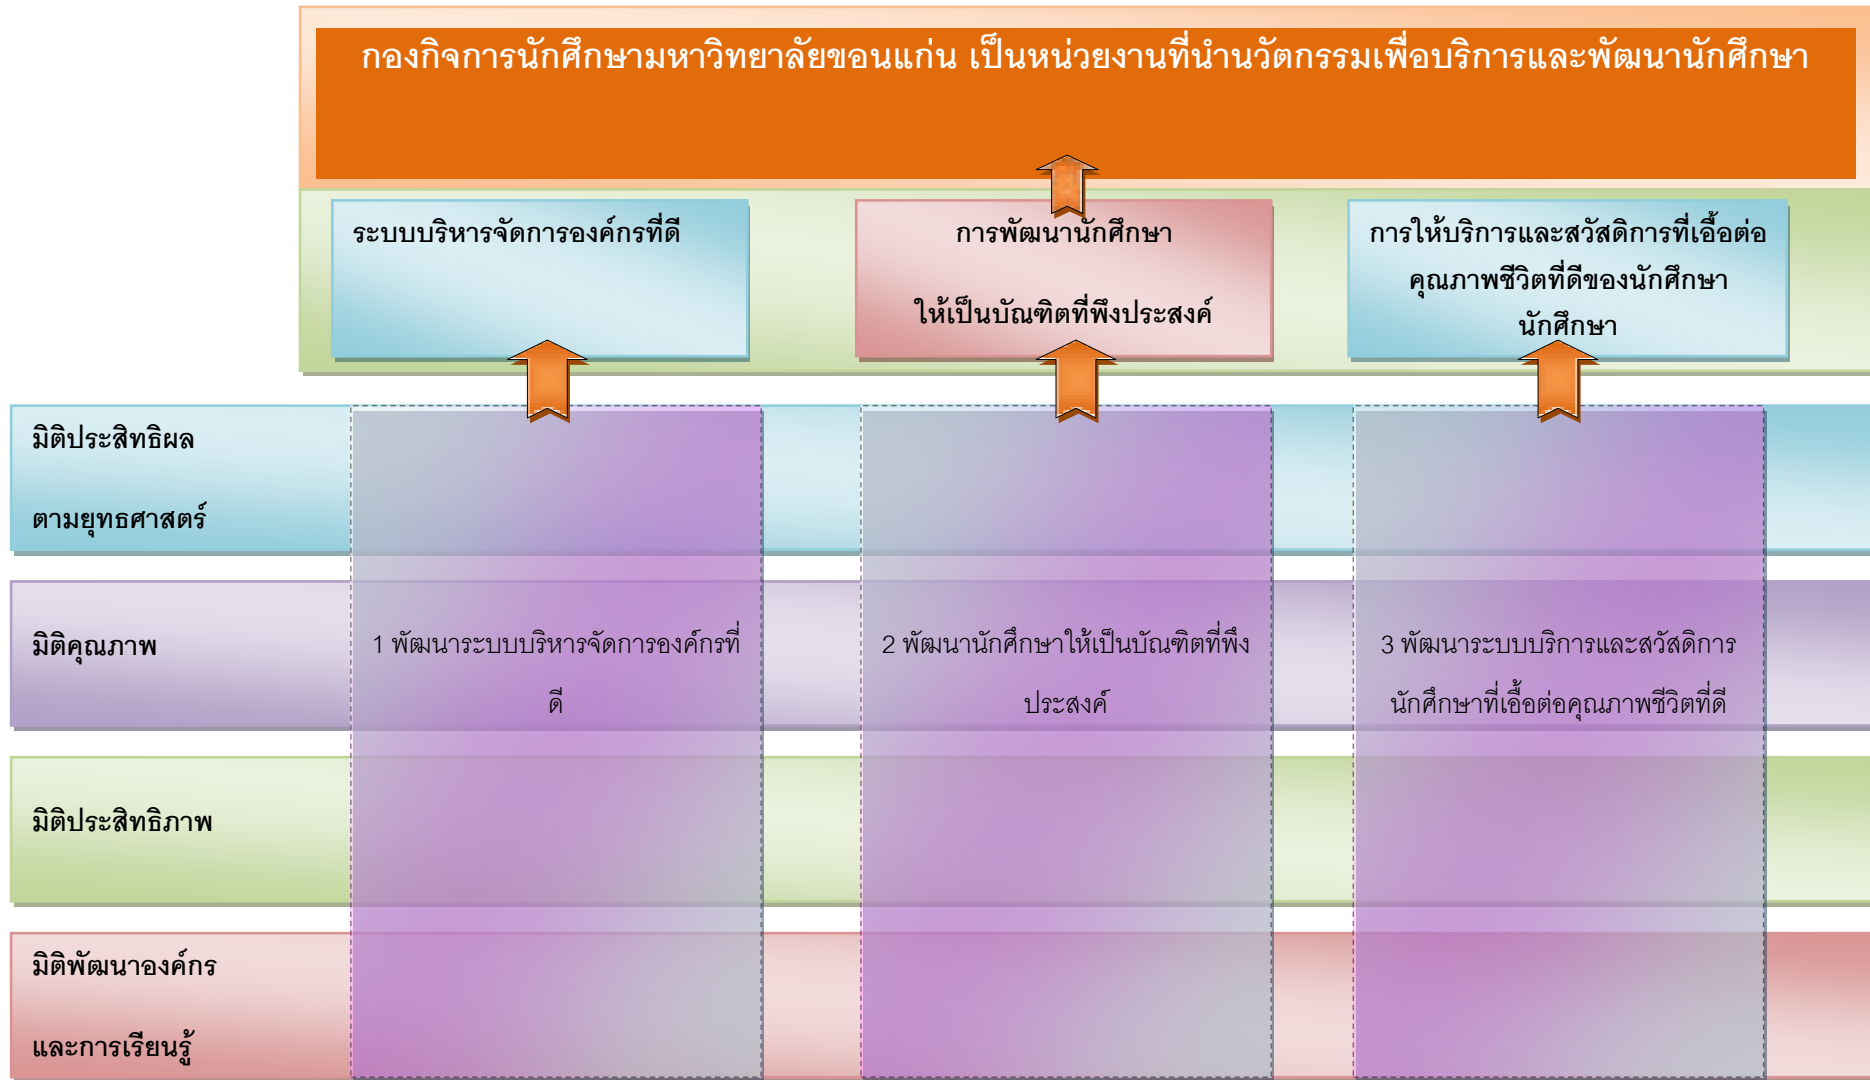 กองกิจการนักศึกษามหาวิทยาลัยขอนแก่น เป็นหน่วยงานที่นำนวัตกรรมเพื่อบริการและพัฒนานักศึกษา
ระบบบริหารจัดการองค์กรที่ดี
การพัฒนานักศึกษา
ให้เป็นบัณฑิตที่พึงประสงค์
การให้บริการและสวัสดิการที่เอื้อต่อ
คุณภาพชีวิตที่ดีของนักศึกษา
นักศึกษา
มิติประสิทธิผล
ตามยุทธศาสตร์
มิติคุณภาพ
1 พัฒนาระบบบริหารจัดการองค์กรที่
ดี
2 พัฒนานักศึกษาให้เป็นบัณฑิตที่พึง
ประสงค์
3 พัฒนาระบบบริการและสวัสดิการ
นักศึกษาที่เอื้อต่อคุณภาพชีวิตที่ดี
มิติประสิทธิภาพ
มิติพัฒนาองค์กร
และการเรียนรู้